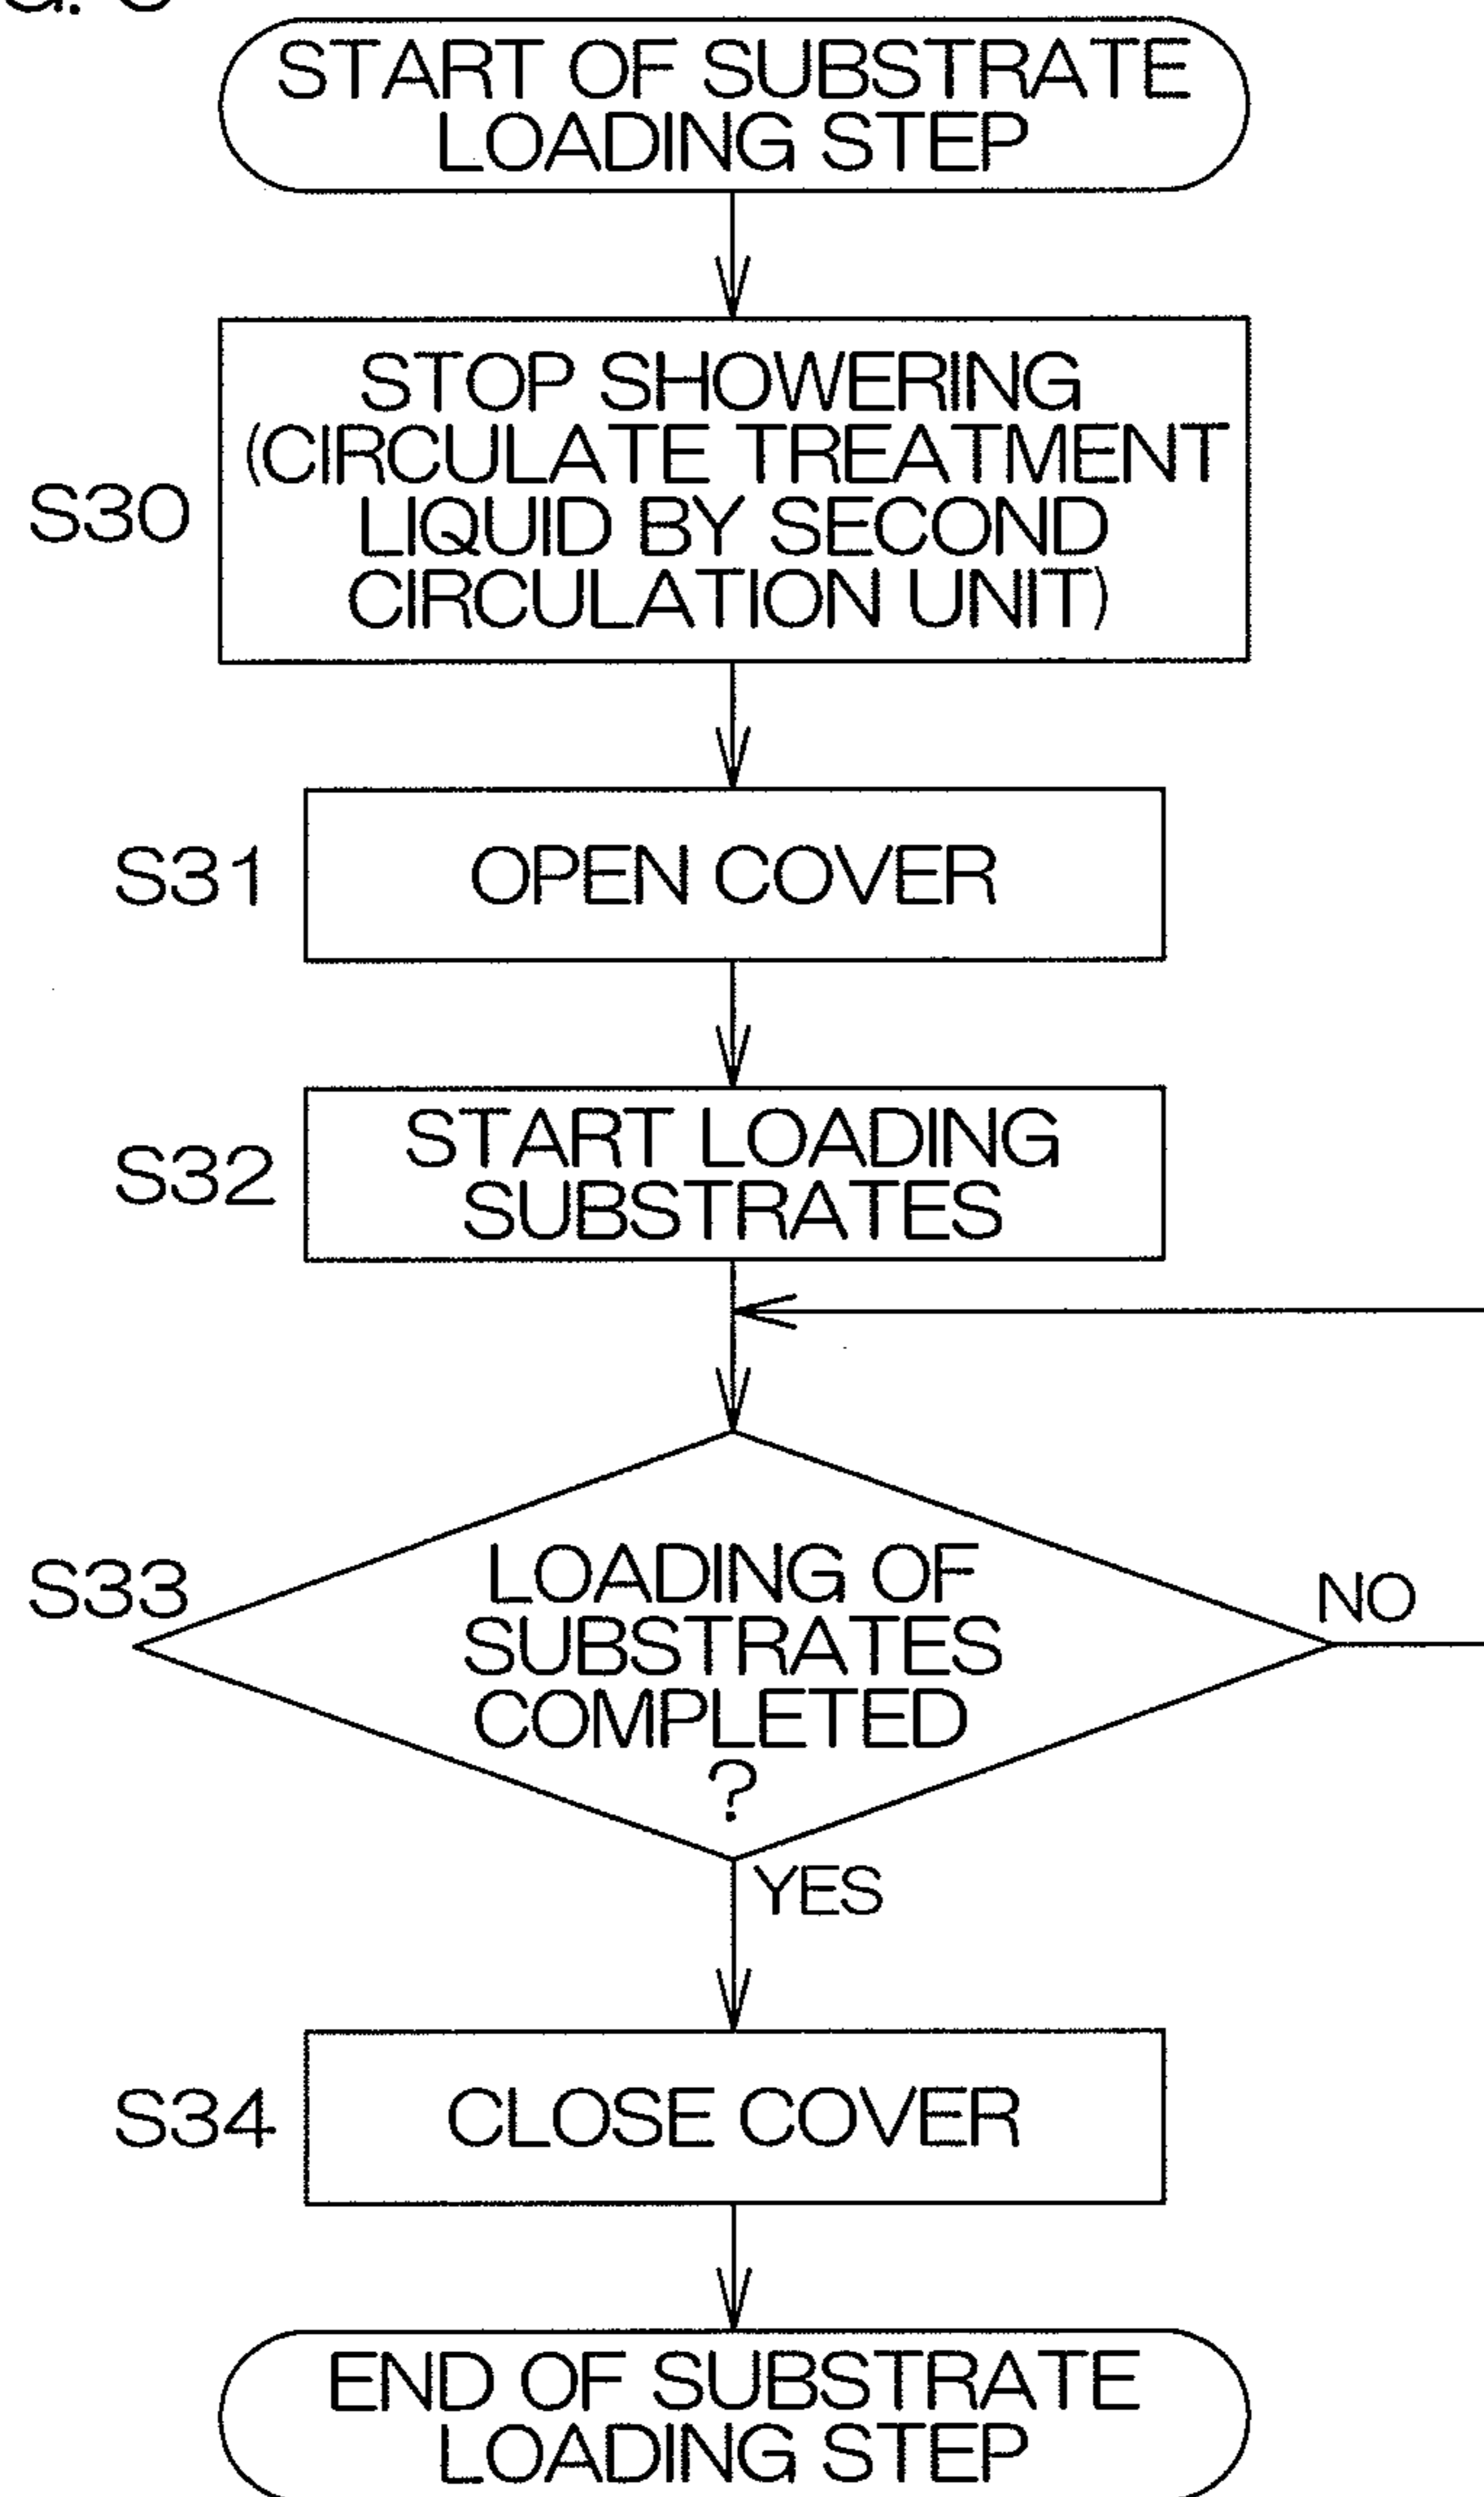 START OF SUBSTRATE
LOADING STEP
S30
STOP SHOWERING
(CIRCULATE TREATMENT
LIQUID BY SECOND
CIRCULATION UNIT)
S31
OPEN COVER
S32
START LOADING
SUBSTRATES
S33
LOADING OF
SUBSTRATES
COMPLETED
?
NO
YES
S34
CLOSE COVER
END OF SUBSTRATE
LOADING STEP